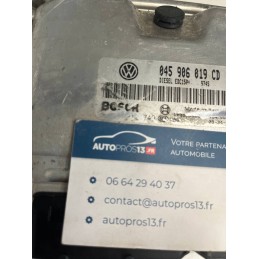 045 906 019 CD
DIESEL EDC15P+ 9745
BOSCH
AUTOPROS13.FR
VOTRE PARTENA
AUTOMOBILE
06 64 29 40 37
contact@autopros13.fr
autopros13.fr